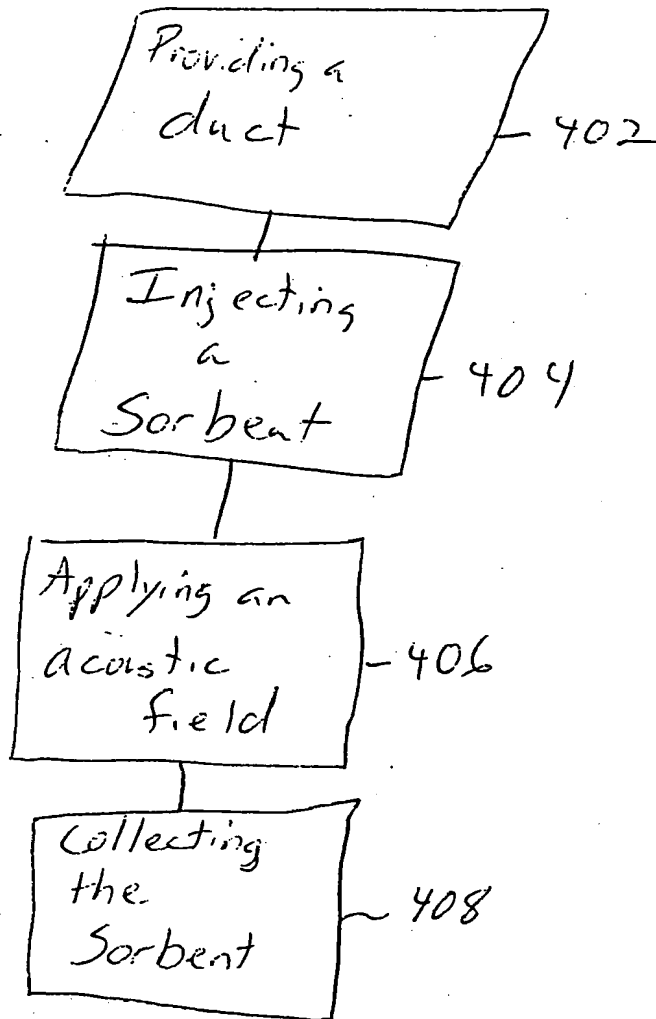 Providing a
duct
402
Injecting
a
Sorbent
404
Applying an
acoustic
field
406
Collecting
the
Sorbent
408